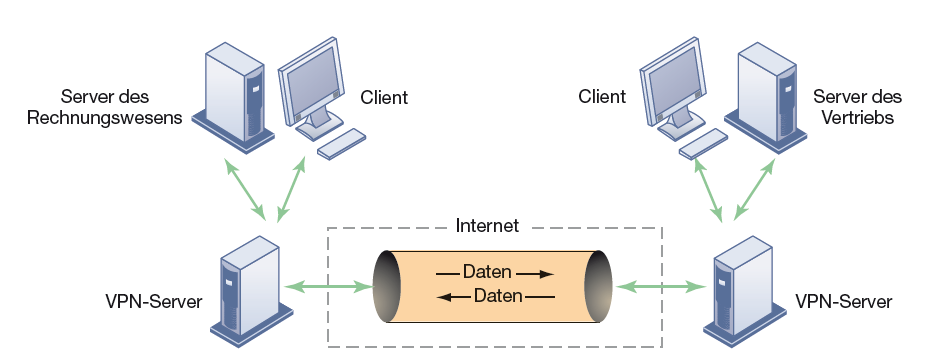 Server des
Rechnungswesens
Client
Client
Server des
Vertriebs
Internet
Daten
Daten
VPN-Server
VPN-Server